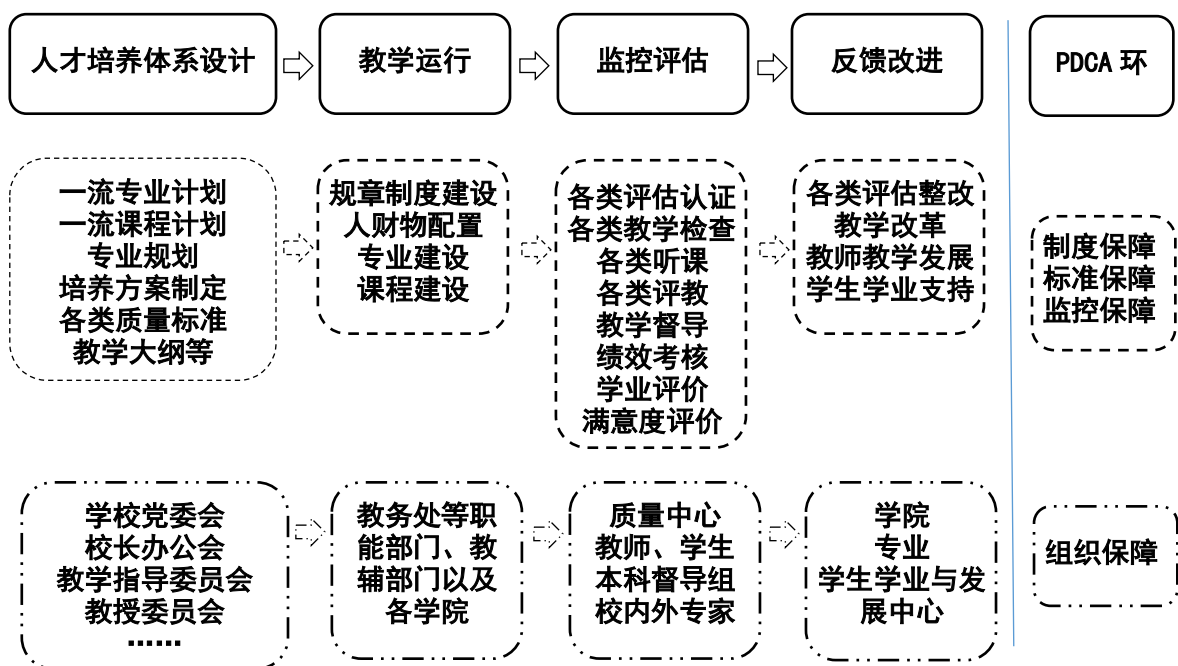 人才培养体系设计
教学运行
监控评估
反馈改进
PDCA 环
一流专业计划
一流课程计划
专业规划
培养方案制定
各类质量标准
教学大纲等
规章制度建设
人财物配置
专业建设
课程建设
各类评估认证
各类教学检查
各类听课
各类评教
教学督导
绩效考核
学业评价
满意度评价
各类评估整改
教学改革
教师教学发展
学生学业支持
制度保障
标准保障
监控保障
学校党委会
校长办公会
教学指导委员会
教授委员会
……
教务处等职
能部门、教
辅部门以及
各学院
质量中心
教师、学生
本科督导组
校内外专家
学院
专业
学生学业与发
展中心
组织保障